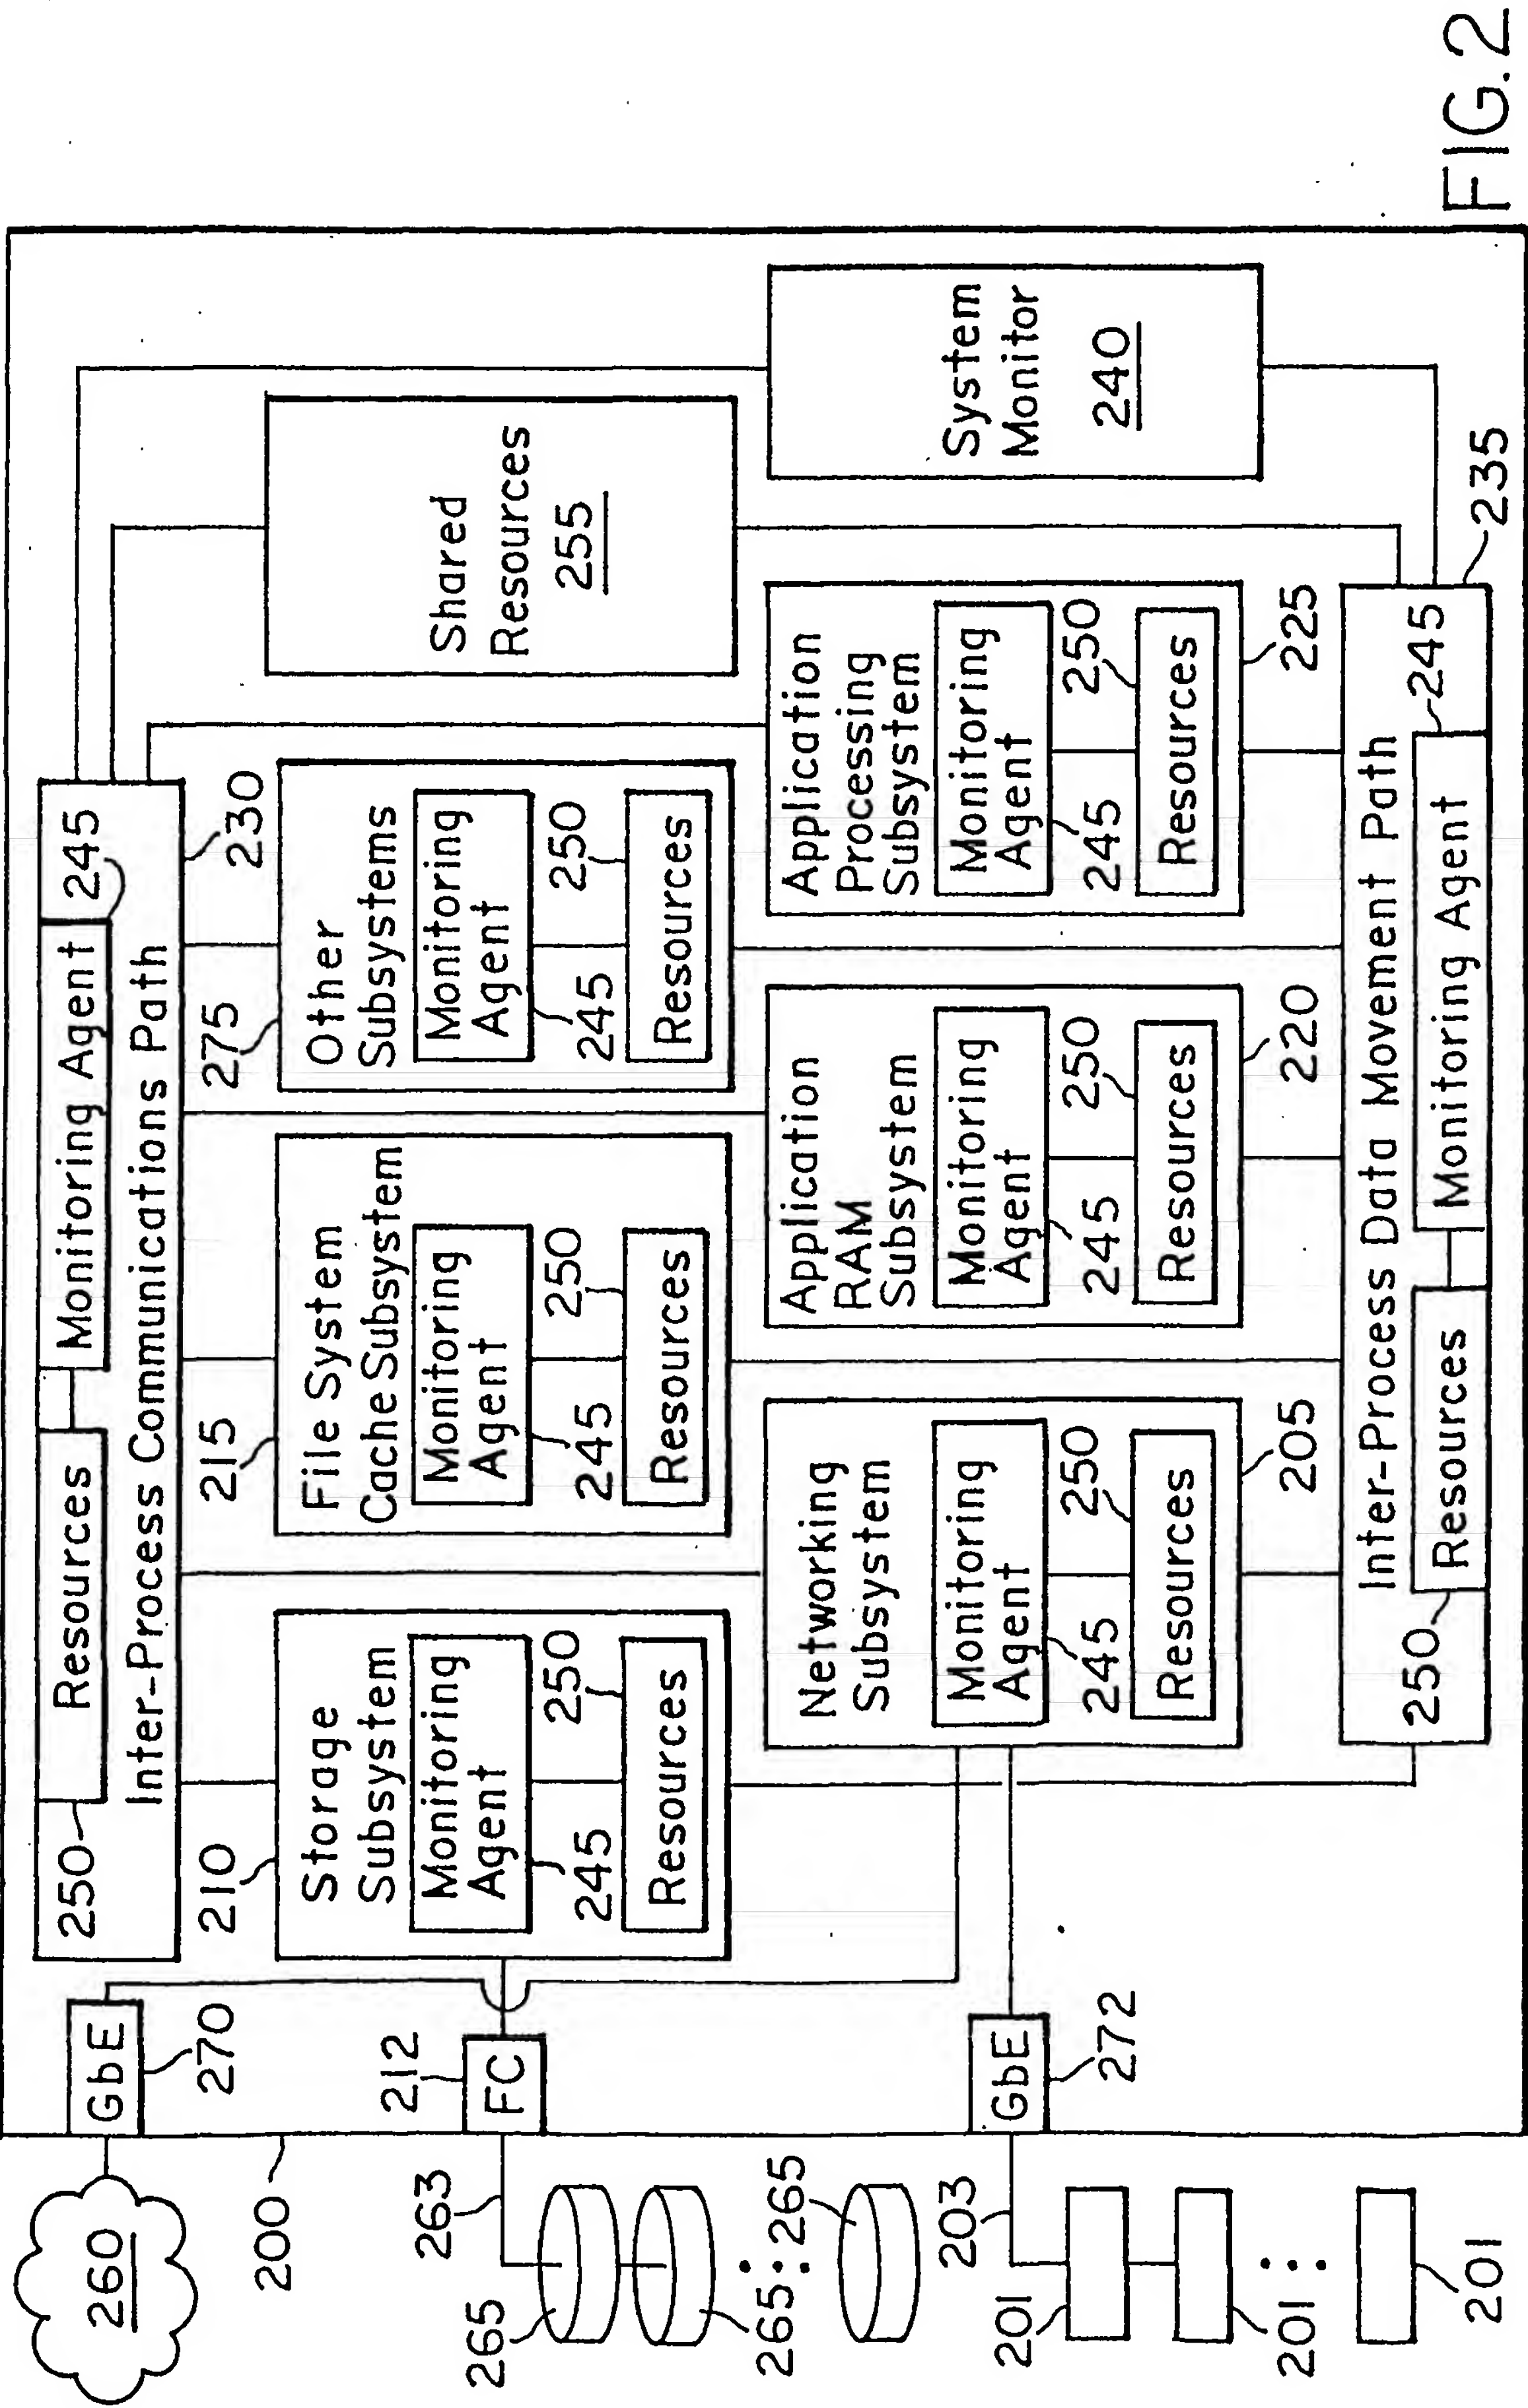 260
200
263
265
265
265
203
201
201
201
GbE
270
212
FC
GbE
272
250
Resources
Monitoring Agent
245
Inter-Process Communications Path
230
210
Storage
Subsystem
Monitoring
Agent
245
250
Resources
215
File System
Cache Subsystem
Monitoring
Agent
245
250
Resources
275
Other
Subsystems
Monitoring
Agent
245
250
Resources
Shared
Resources
255
Networking
Subsystem
Monitoring
Agent
245
250
Resources
205
Application
RAM
Subsystem
Monitoring
Agent
245
250
Resources
220
Application
Processing
Subsystem
Monitoring
Agent
245
250
Resources
225
System
Monitor
240
Inter-Process Data Movement Path
235
250
Resources
Monitoring Agent
245
FIG.2